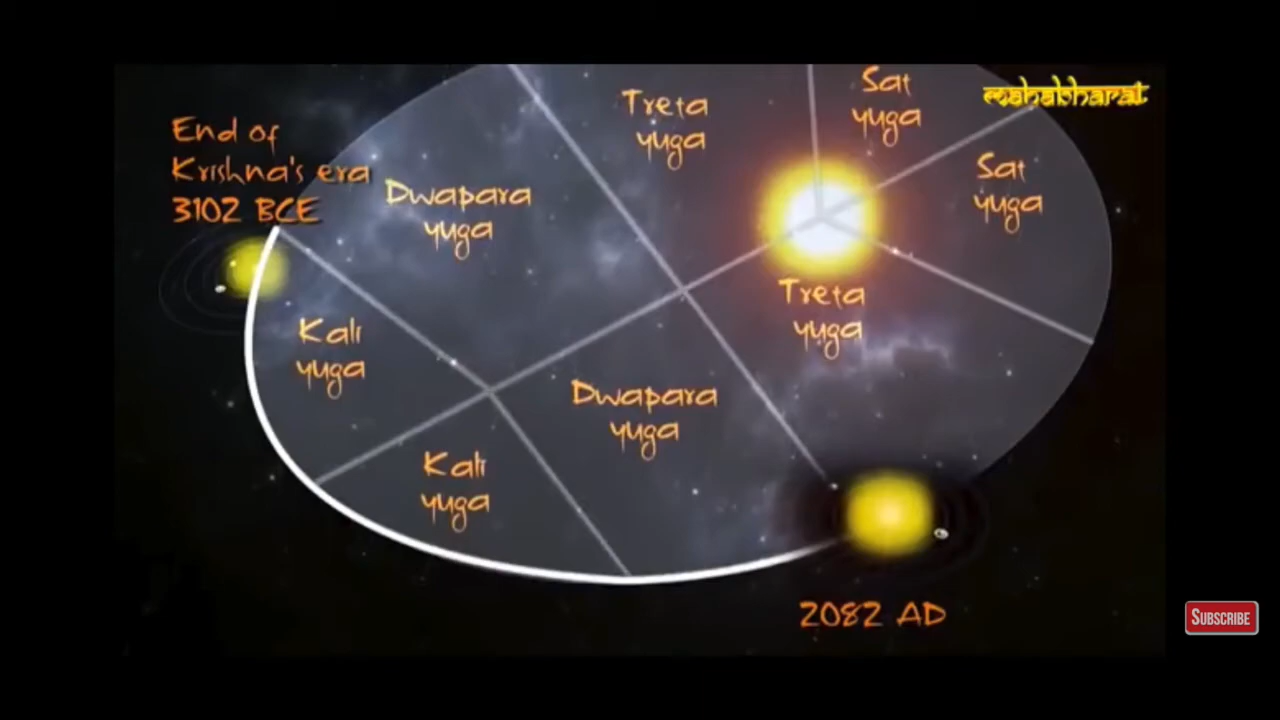 mahabharat
Sat
yuga
Treta
yuga
End of
Krishna's era
3102 BCE
Dwapara
yuga
Sat
yuga
Treta
yuga
Kali
yuga
Dwapara
yuga
Kali
yuga
2082 AD
SUBSCRIBE